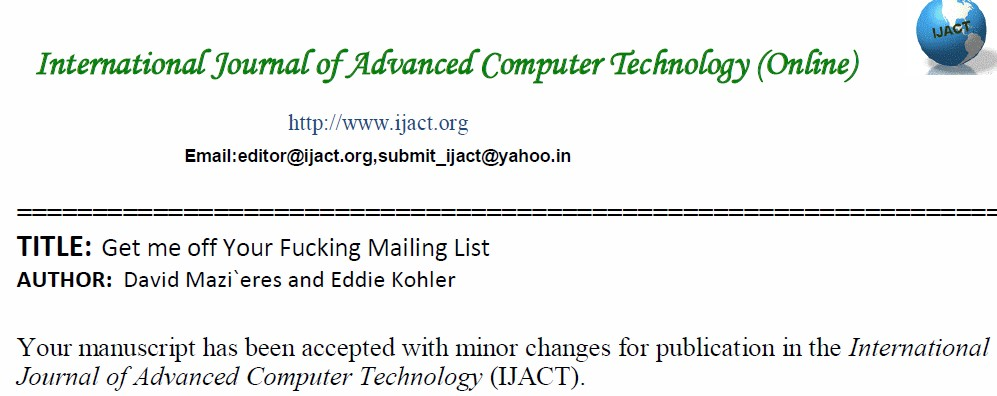 IJACT
International Journal of Advanced Computer Technology (Online)
http://www.ijact.org
Email:editor@ijact.org,submit_ijact@yahoo.in
==================================================================
TITLE: Get me off Your Fucking Mailing List
AUTHOR: David Mazi`eres and Eddie Kohler
Your manuscript has been accepted with minor changes for publication in the International
Journal of Advanced Computer Technology (IJACT).